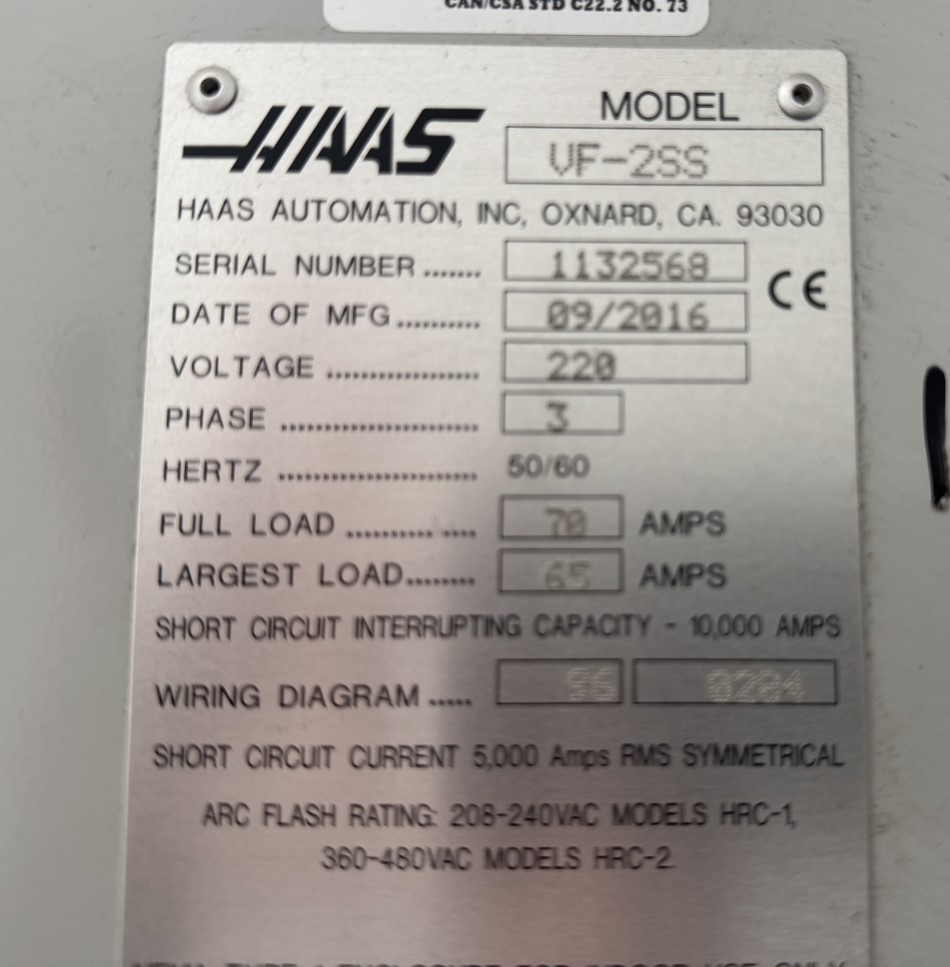 CAN/CSA STD C22.2 NO. 73
HAAS
MODEL
VF-2SS
HAAS AUTOMATION, INC, OXNARD, CA. 93030
SERIAL NUMBER ....... 1132568
CE
DATE OF MFG .......... 09/2016
VOLTAGE .................. 220
PHASE ....................... 3
HERTZ ....................... 50/60
FULL LOAD .......... .... 70 AMPS
LARGEST LOAD........ 65 AMPS
SHORT CIRCUIT INTERRUPTING CAPACITY - 10,000 AMPS
WIRING DIAGRAM ..... 96 0284
SHORT CIRCUIT CURRENT 5,000 Amps RMS SYMMETRICAL
ARC FLASH RATING: 208-240VAC MODELS HRC-1,
360-480VAC MODELS HRC-2.